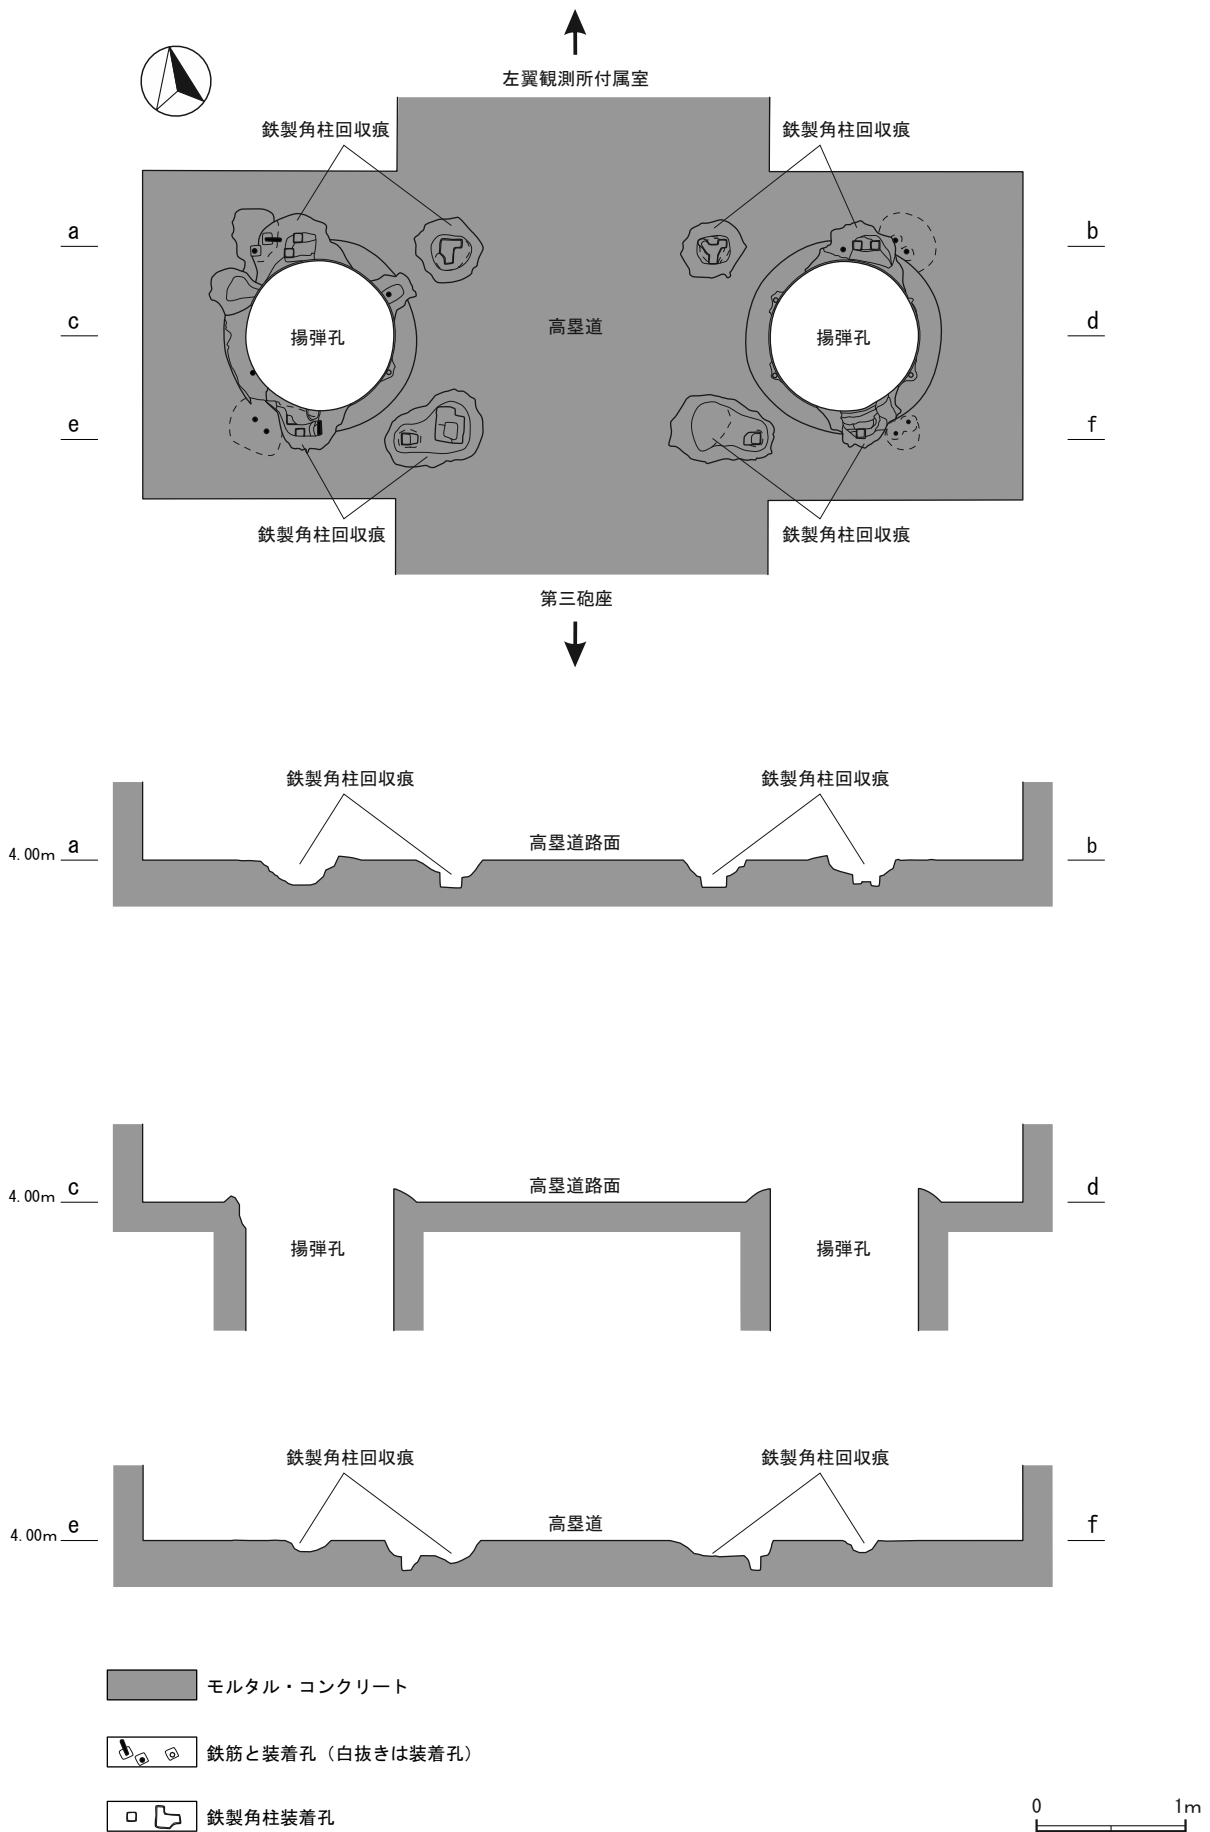 左翼観測所付属室
鉄製角柱回収痕 鉄製角柱回収痕
a b
c 揚弾孔 高塁道 揚弾孔 d
e f
鉄製角柱回収痕 鉄製角柱回収痕
第三砲座
鉄製角柱回収痕 鉄製角柱回収痕
4.00m a 高塁道路面 b
4.00m c 高塁道路面 d
揚弾孔 揚弾孔
鉄製角柱回収痕 鉄製角柱回収痕
4.00m e 高塁道 f
モルタル・コンクリート
鉄筋と装着孔（白抜きは装着孔）
鉄製角柱装着孔
0 1m